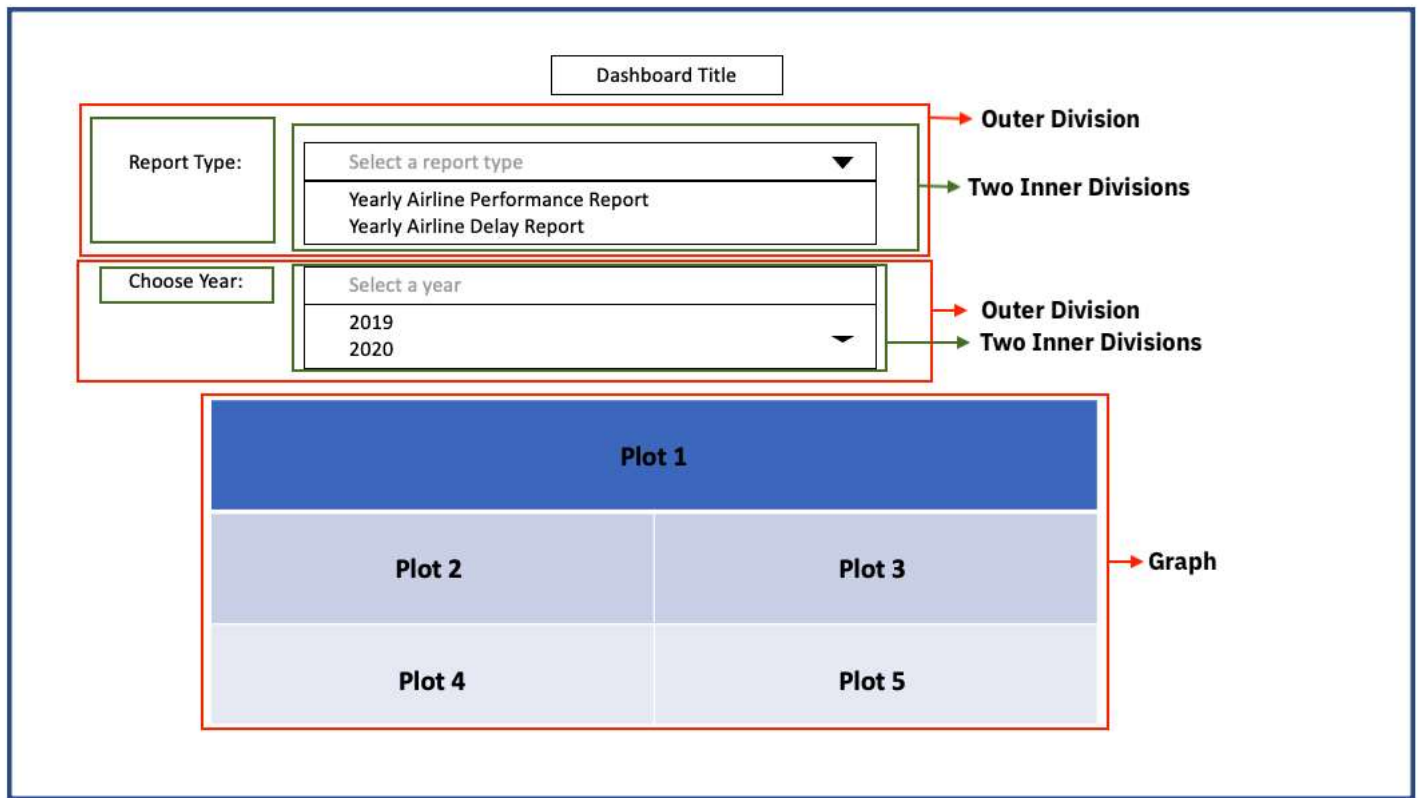 Dashboard Title
Outer Division
Report Type:
Select a report type
Two Inner Divisions
Yearly Airline Performance Report
Yearly Airline Delay Report
Choose Year:
Select a year
Outer Division
2019
Two Inner Divisions
2020
Plot 1
Plot 2
Plot 3
Graph
Plot 4
Plot 5